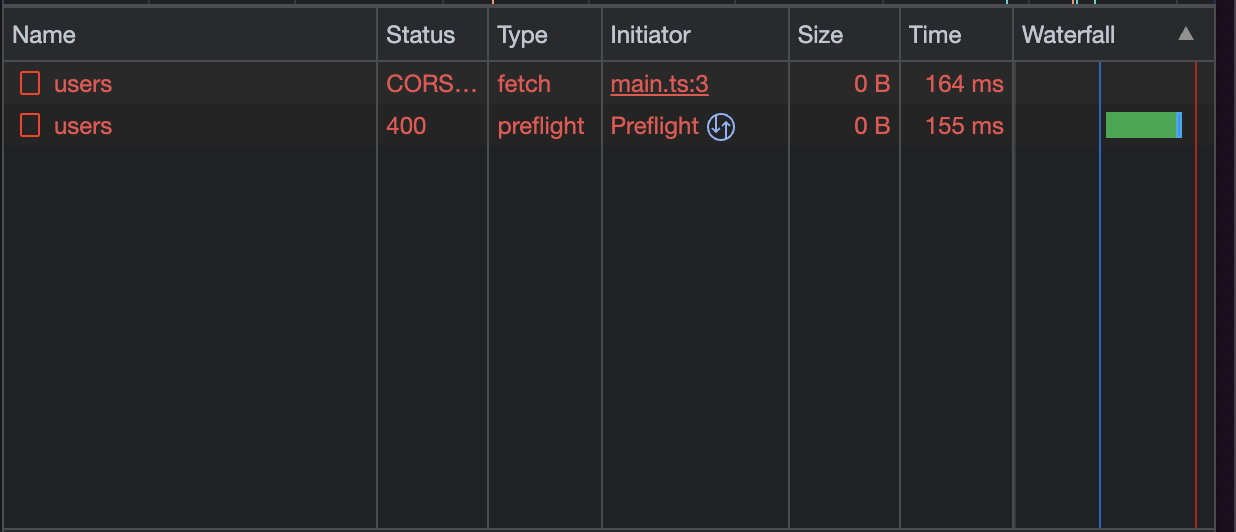 Name Status Type Initiator Size Time Waterfall
users CORS... fetch main.ts:3 0 B 164 ms
users 400 preflight Preflight 0 B 155 ms